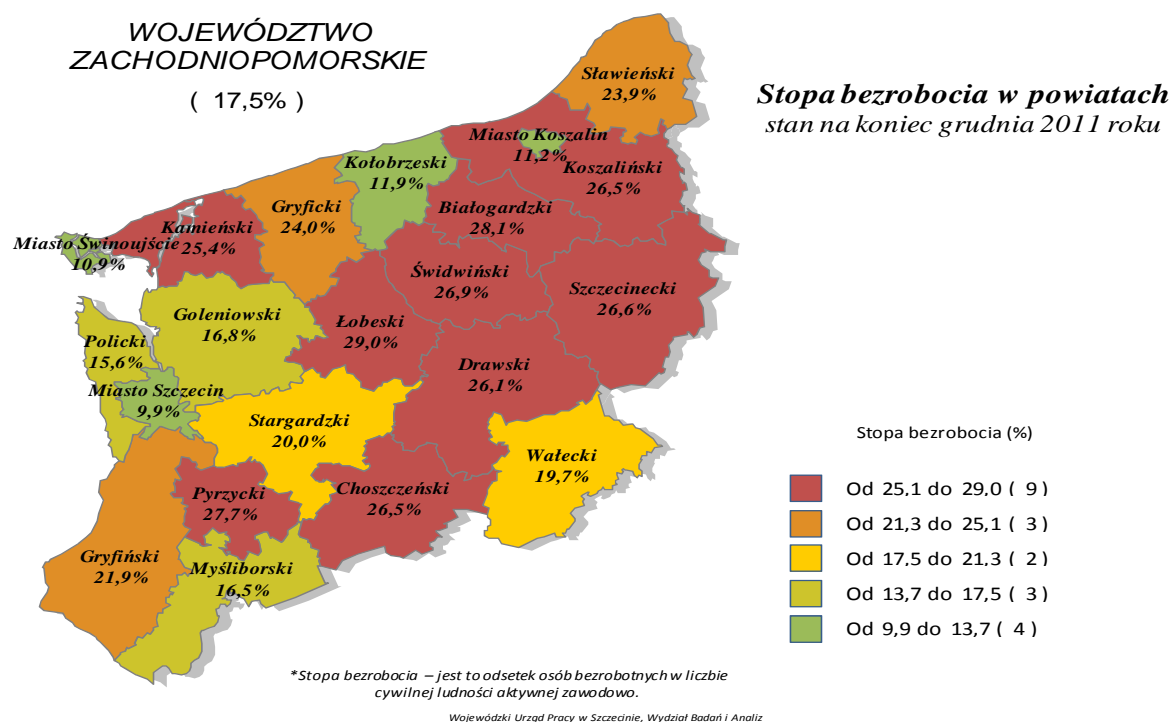 WOJEWÓDZTWO
ZACHODNIOPOMORSKIE
( 17,5% )
Stopa bezrobocia w powiatach
stan na koniec grudnia 2011 roku
Sławieński
23,9%
Miasto Koszalin
11,2%
Koszaliński
26,5%
Kołobrzeski
11,9%
Białogardzki
28,1%
Gryficki
24,0%
Kamieński
25,4%
Miasto Świnoujście
10,9%
Świdwiński
26,9%
Szczecinecki
26,6%
Goleniowski
16,8%
Łobeski
29,0%
Policki
15,6%
Drawski
26,1%
Miasto Szczecin
9,9%
Stargardzki
20,0%
Wałecki
19,7%
Pyrzycki
27,7%
Choszczeński
26,5%
Gryfiński
21,9%
Myśliborski
16,5%
Stopa bezrobocia (%)
Od 25,1 do 29,0 ( 9)
Od 21,3 do 25,1 ( 3)
Od 17,5 do 21,3 ( 2)
Od 13,7 do 17,5 ( 3)
Od 9,9 do 13,7 ( 4)
*Stopa bezrobocia – jest to odsetek osób bezrobotnych w liczbie
cywilnej ludności aktywnej zawodowo.
Wojewódzki Urząd Pracy w Szczecinie, Wydział Badań i Analiz